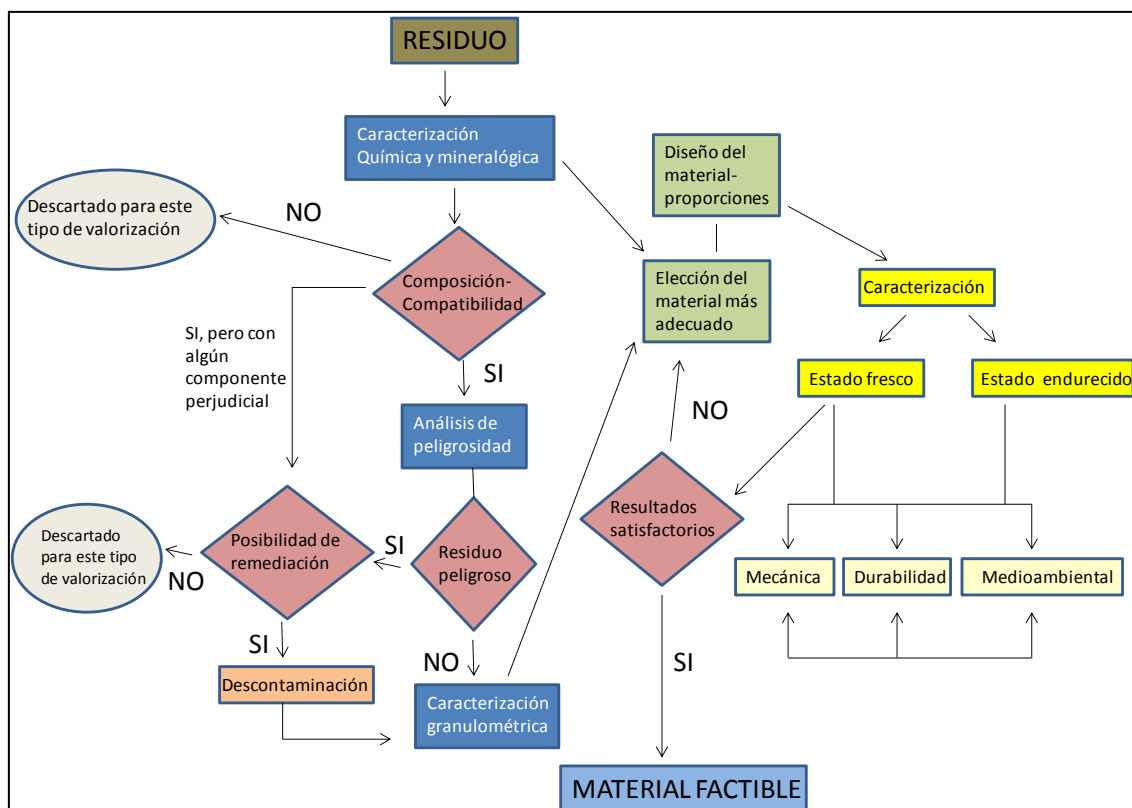 RESIDUO
Caracterización
Química y mineralógica
Diseño del
material-
proporciones
Descartado para este
tipo de valorización
NO
Composición-
Compatibilidad
Elección del
material más
adecuado
Caracterización
SI, pero con
algún
componente
perjudicial
SI
Estado fresco
Estado endurecido
Análisis de
peligrosidad
NO
Resultados
satisfactorios
Descartado
para este tipo
de valorización
NO
Posibilidad de
remediación
SI
Residuo
peligroso
Mecánica
Durabilidad
Medioambiental
SI
NO
SI
Descontaminación
Caracterización
granulométrica
MATERIAL FACTIBLE